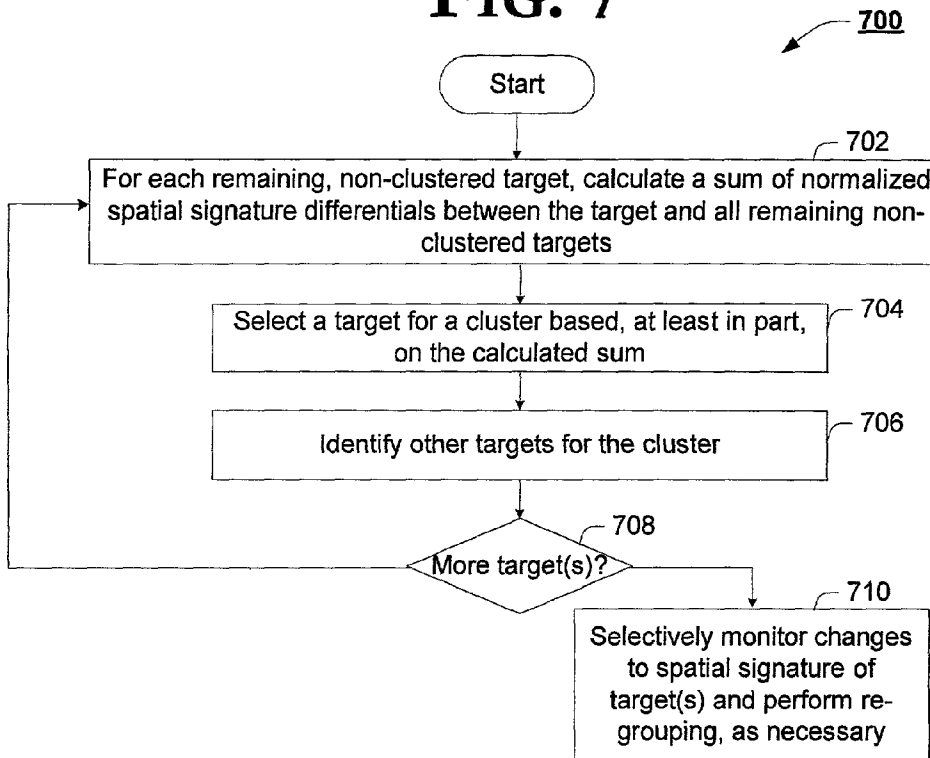 FIG. 7
700
Start
702
For each remaining, non-clustered target, calculate a sum of normalized
spatial signature differentials between the target and all remaining non-
clustered targets
704
Select a target for a cluster based, at least in part,
on the calculated sum
706
Identify other targets for the cluster
708
More target(s)?
710
Selectively monitor changes
to spatial signature of
target(s) and perform re-
grouping, as necessary